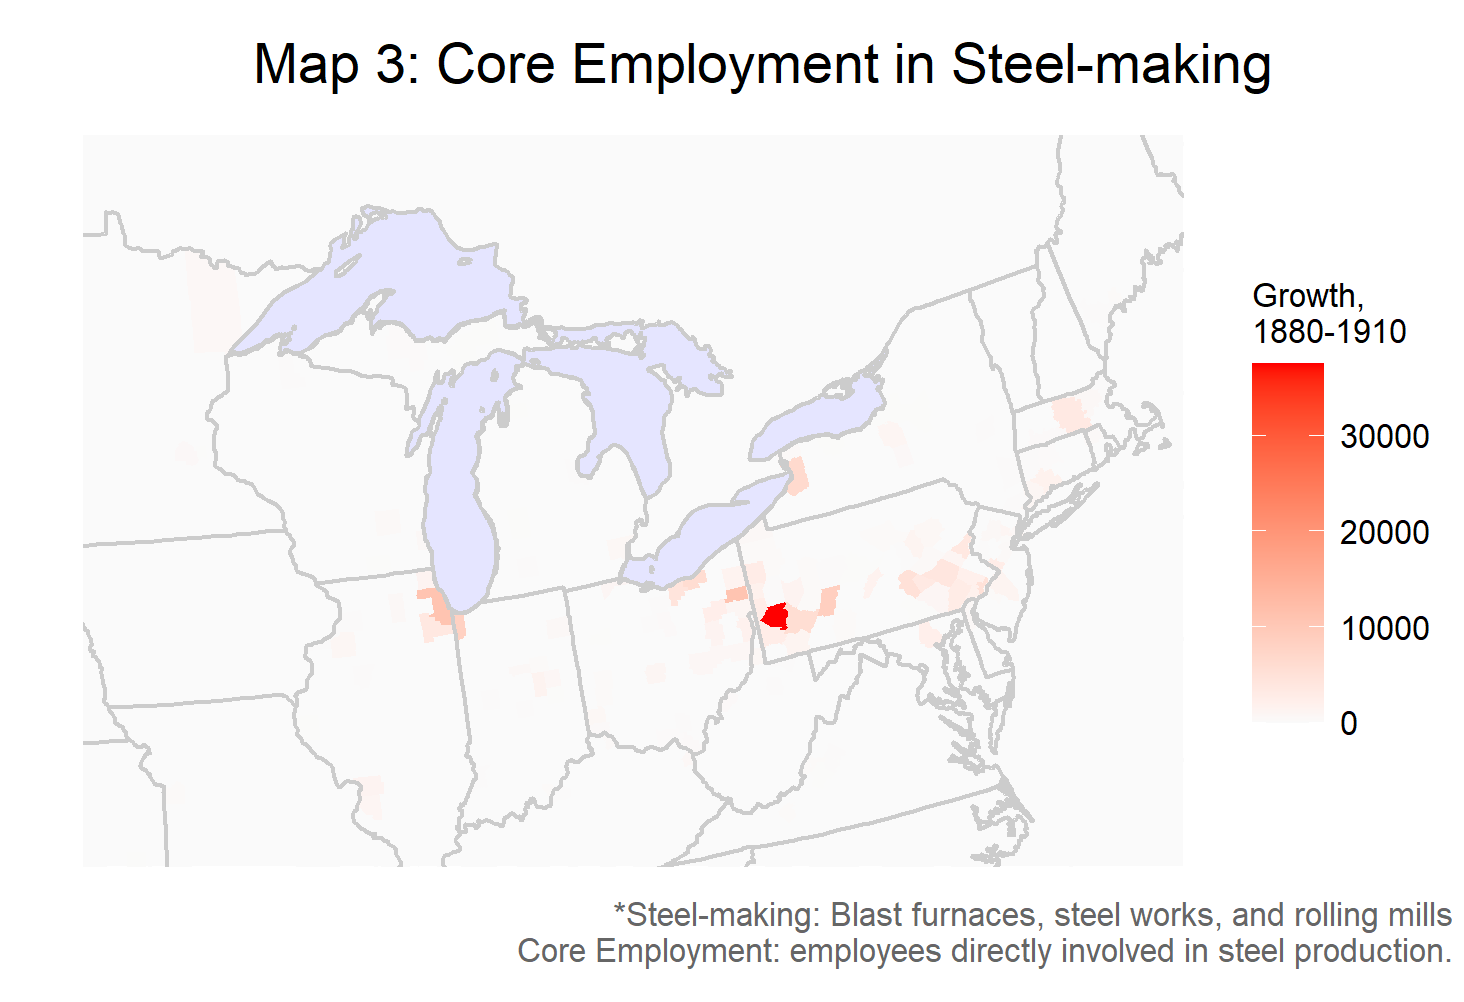 Map 3: Core Employment in Steel-making
Growth,
1880-1910
30000
20000
10000
0
*Steel-making: Blast furnaces, steel works, and rolling mills
Core Employment: employees directly involved in steel production.